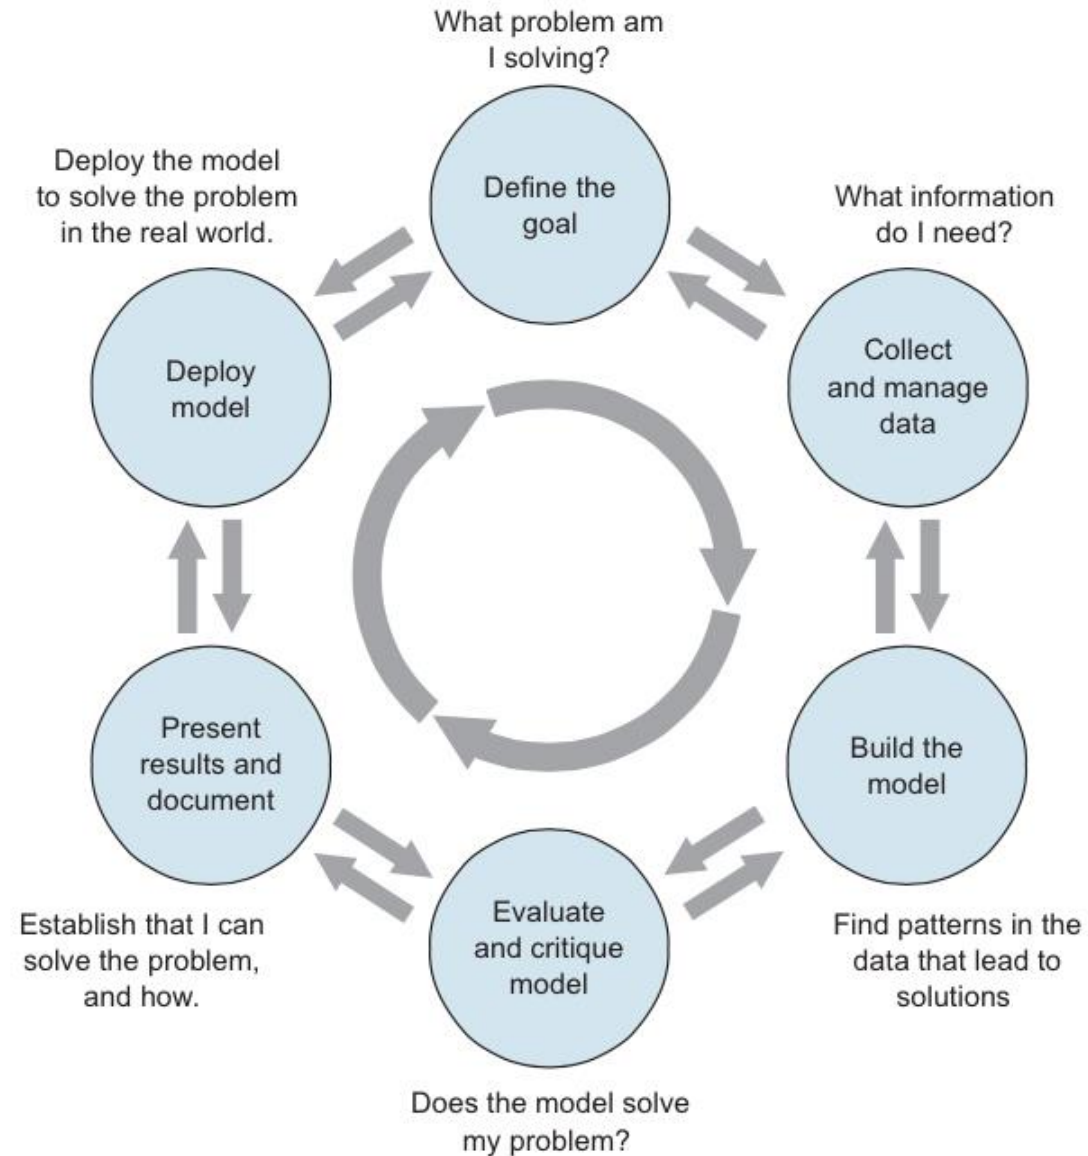 What problem am
I solving?
Define the
goal
What information
do I need?
Collect
and manage
data
Build the
model
Find patterns in the
data that lead to
solutions
Evaluate
and critique
model
Does the model solve
my problem?
Present
results and
document
Establish that I can
solve the problem,
and how.
Deploy the model
to solve the problem
in the real world.
Deploy
model